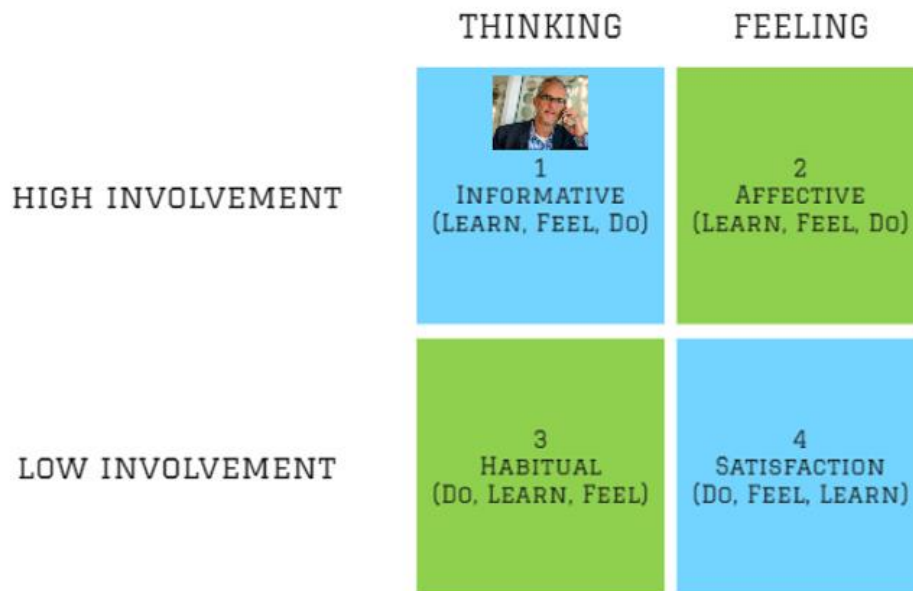 THINKING
FEELING
HIGH INVOLVEMENT
1
INFORMATIVE
(LEARN, FEEL, DO)
2
AFFECTIVE
(LEARN, FEEL, DO)
LOW INVOLVEMENT
3
HABITUAL
(DO, LEARN, FEEL)
4
SATISFACTION
(DO, FEEL, LEARN)